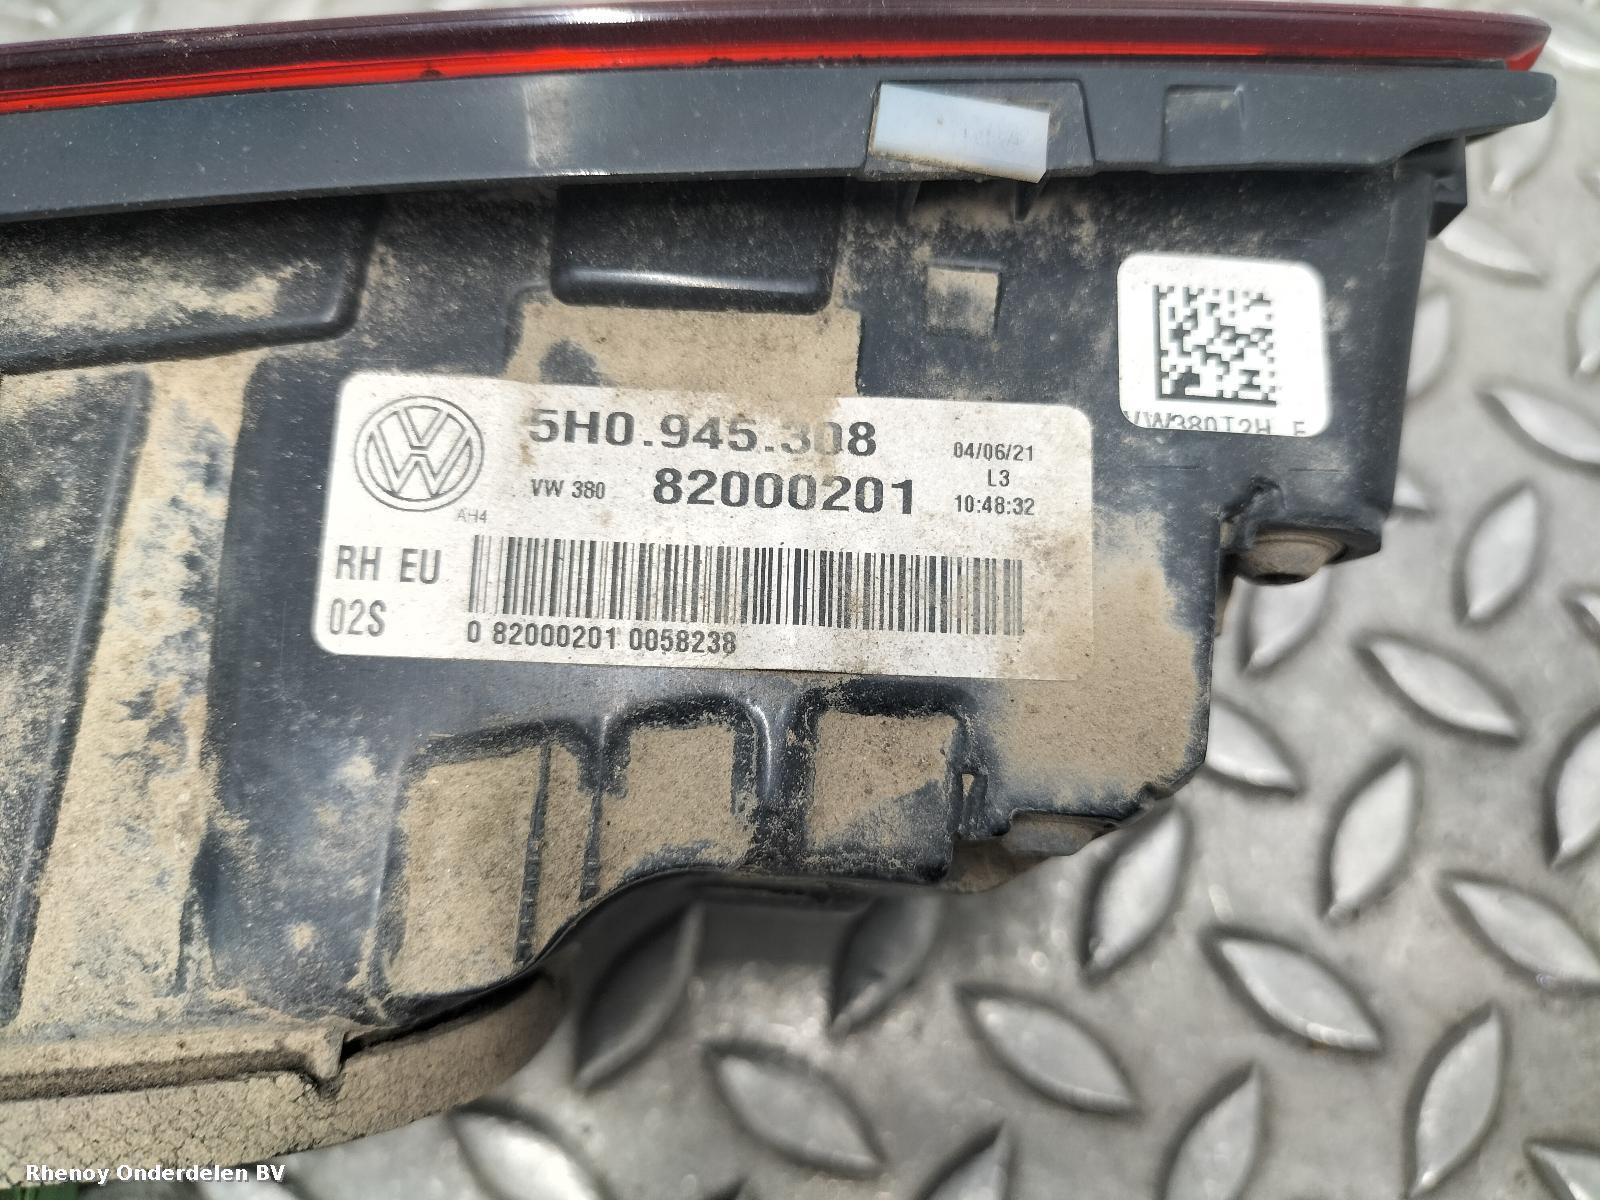 5H0.945.308
04/06/21
VW 380
82000201
L3
10:48:32
AH4
RH EU
02S
0 82000201 0058238
Rhenoy Onderdelen BV